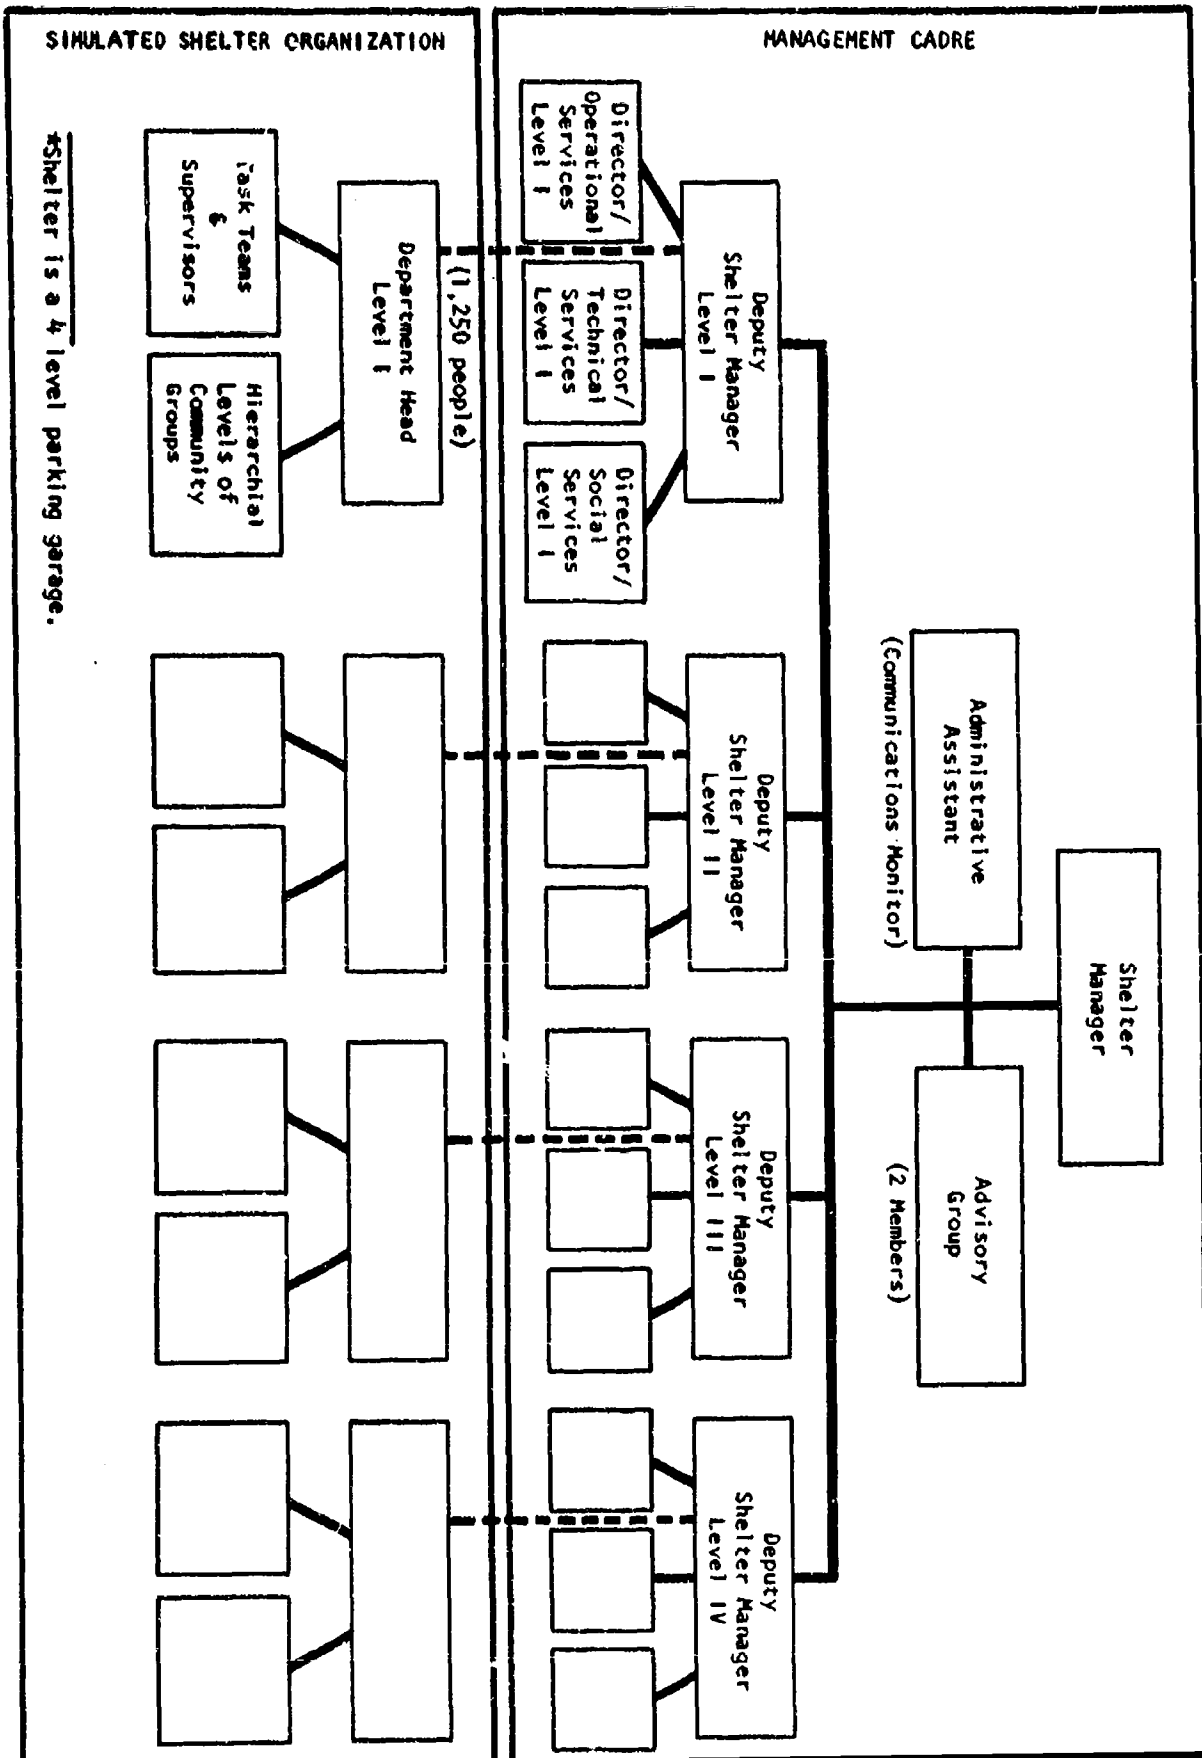 SIMULATED SHELTER ORGANIZATION
MANAGEMENT CADRE
Shelter
Manager
Administrative
Assistant
(Communications Monitor)
Advisory
Group
(2 Members)
Deputy
Shelter Manager
Level I
Deputy
Shelter Manager
Level II
Deputy
Shelter Manager
Level III
Deputy
Shelter Manager
Level IV
Director/
Operational
Services
Level I
Director/
Technical
Services
Level I
Director/
Social
Services
Level I
(1,250 people)
Department Head
Level I
Task Teams
&
Supervisors
Hierarchial
Levels of
Community
Groups
*Shelter is a 4 level parking garage.